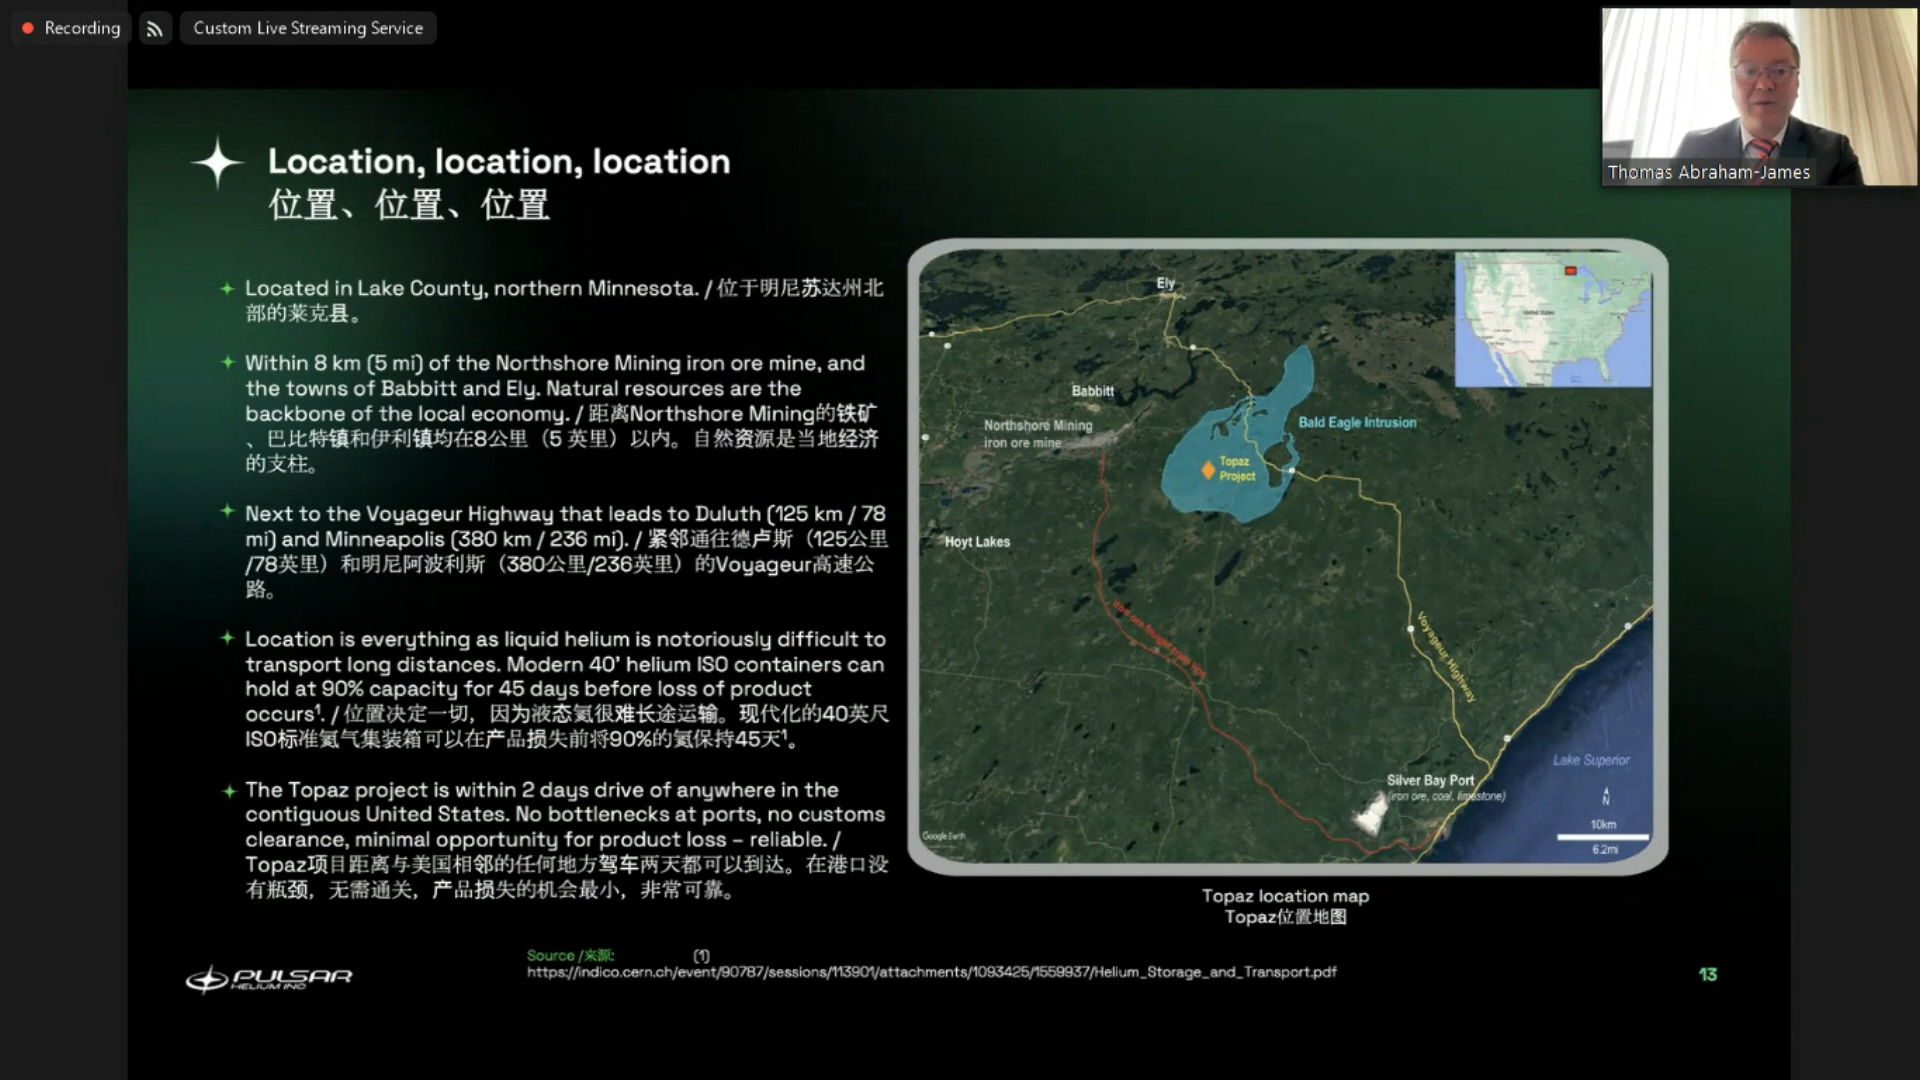 Recording
Custom Live Streaming Service
Thomas Abraham-James
Location, location, location
位置、位置、位置
Located in Lake County, northern Minnesota. / 位于明尼苏达州北
部的莱克县。
Within 8 km (5 mi) of the Northshore Mining iron ore mine, and
the towns of Babbitt and Ely. Natural resources are the
backbone of the local economy. / 距离Northshore Mining的铁矿
、巴比特镇和伊利镇均在8公里（5 英里）以内。自然资源是当地经济
的支柱。
Next to the Voyageur Highway that leads to Duluth (125 km / 78
mi) and Minneapolis (380 km / 236 mi). / 紧邻通往德卢斯（125公里
/78英里）和明尼阿波利斯（380公里/236英里）的Voyageur高速公
路。
Location is everything as liquid helium is notoriously difficult to
transport long distances. Modern 40' helium ISO containers can
hold at 90% capacity for 45 days before loss of product
occurs¹. / 位置决定一切，因为液态氦很难长途运输。现代化的40英尺
ISO标准氦气集装箱可以在产品损失前将90%的氦保持45天¹。
The Topaz project is within 2 days drive of anywhere in the
contiguous United States. No bottlenecks at ports, no customs
clearance, minimal opportunity for product loss – reliable. /
Topaz项目距离与美国相邻的任何地方驾车两天都可以到达。在港口没
有瓶颈，无需通关，产品损失的机会最小，非常可靠。
Ely
Babbitt
Northshore Mining
iron ore mine
Bald Eagle Intrusion
Topaz
Project
Hoyt Lakes
iron ore freight train line
Voyageur Highway
Silver Bay Port
(iron ore, coal, limestone)
Lake Superior
N
10km
6.2mi
Google Earth
United States
Topaz location map
Topaz位置地图
Source /来源: (1)
https://indico.cern.ch/event/90787/sessions/113901/attachments/1093425/1559937/Helium_Storage_and_Transport.pdf
PULSAR
HELIUM INC
13